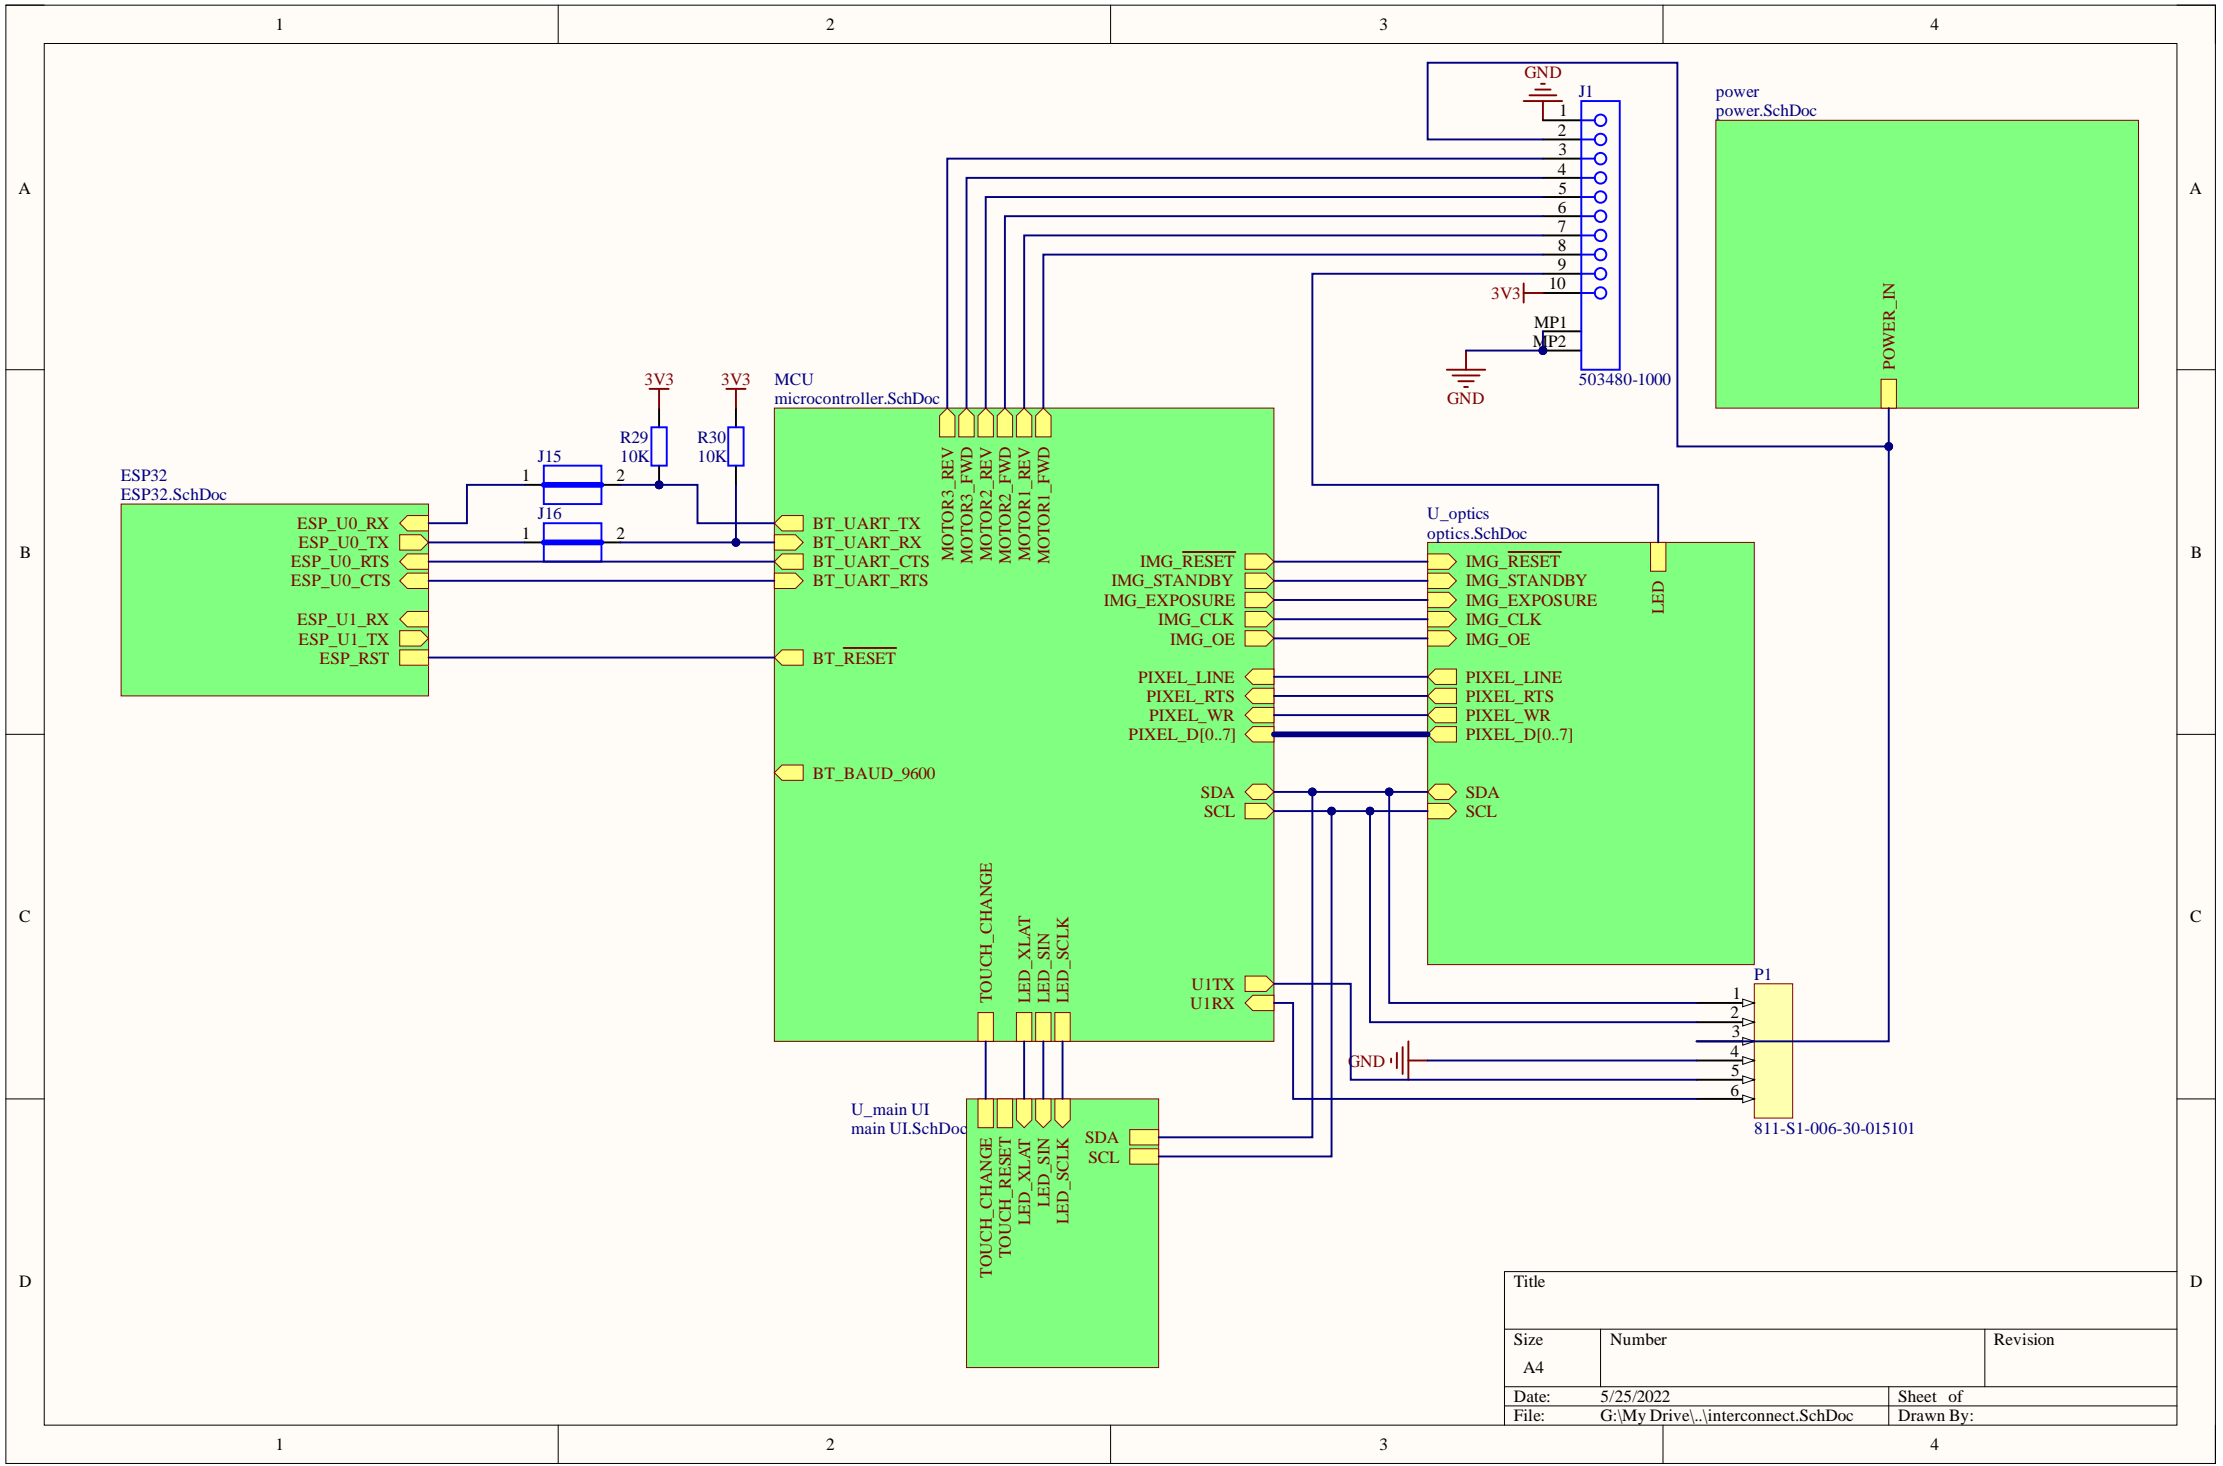 1
2
3
4
A
B
C
D
A
B
C
D
GND
J1
1
2
3
4
5
6
7
8
9
10
3V3
MP1
MP2
GND
503480-1000
power
power.SchDoc
POWER_IN
3V3
3V3
R29
10K
R30
10K
J15
1
2
J16
1
2
ESP32
ESP32.SchDoc
ESP_U0_RX
ESP_U0_TX
ESP_U0_RTS
ESP_U0_CTS
ESP_U1_RX
ESP_U1_TX
ESP_RST
MCU
microcontroller.SchDoc
MOTOR3_REV
MOTOR3_FWD
MOTOR2_REV
MOTOR2_FWD
MOTOR1_REV
MOTOR1_FWD
BT_UART_TX
BT_UART_RX
BT_UART_CTS
BT_UART_RTS
BT_RESET
BT_BAUD_9600
IMG_RESET
IMG_STANDBY
IMG_EXPOSURE
IMG_CLK
IMG_OE
PIXEL_LINE
PIXEL_RTS
PIXEL_WR
PIXEL_D[0..7]
SDA
SCL
U1TX
U1RX
TOUCH_CHANGE
LED_XLAT
LED_SIN
LED_SCLK
U_optics
optics.SchDoc
LED
IMG_RESET
IMG_STANDBY
IMG_EXPOSURE
IMG_CLK
IMG_OE
PIXEL_LINE
PIXEL_RTS
PIXEL_WR
PIXEL_D[0..7]
SDA
SCL
P1
1
2
3
4
5
6
GND
811-S1-006-30-015101
U_main UI
main UI.SchDoc
TOUCH_CHANGE
TOUCH_RESET
LED_XLAT
LED_SIN
LED_SCLK
SDA
SCL
Title
Size
Number
Revision
A4
Date: 5/25/2022
Sheet of
File: G:\My Drive\..\interconnect.SchDoc
Drawn By:
1
2
3
4